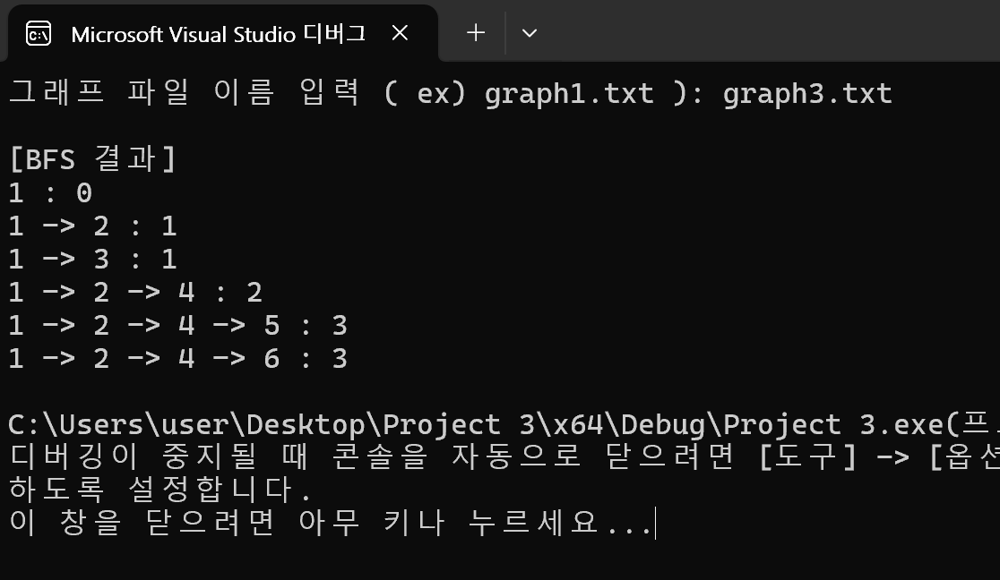 Microsoft Visual Studio 디버그
그래프 파일 이름 입력 ( ex) graph1.txt ): graph3.txt
[BFS 결과]
1 : 0
1 -> 2 : 1
1 -> 3 : 1
1 -> 2 -> 4 : 2
1 -> 2 -> 4 -> 5 : 3
1 -> 2 -> 4 -> 6 : 3
C:\Users\user\Desktop\Project 3\x64\Debug\Project 3.exe(프
디버깅이 중지될 때 콘솔을 자동으로 닫으려면 [도구] -> [옵션
하도록 설정합니다.
이 창을 닫으려면 아무 키나 누르세요...